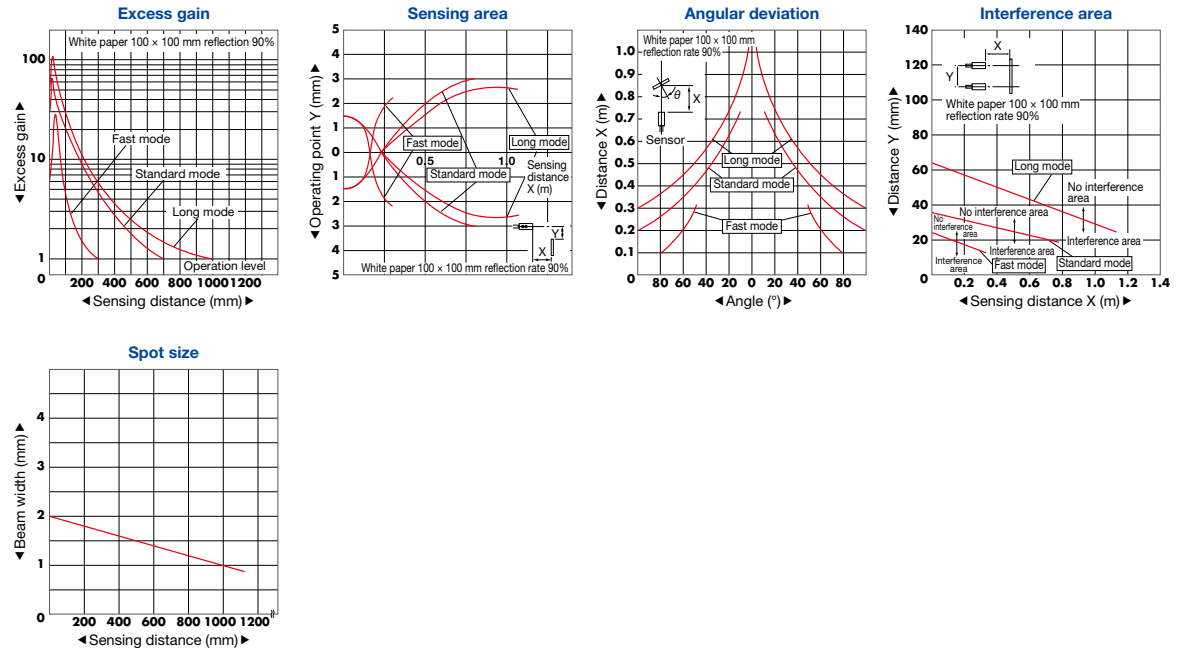 Excess gain
White paper 100 × 100 mm reflection 90%
◄Excess gain►
100
10
1
0
Fast mode
Standard mode
Long mode
Operation level
200 400 600 800 1000 1200
◄Sensing distance (mm)►
Sensing area
◄Operating point Y (mm)►
5
4
3
2
1
0
1
2
3
4
5
0.5
1.0
Fast mode
Long mode
Standard mode
Sensing
distance
X (m)
Y
X
White paper 100 × 100 mm reflection rate 90%
Angular deviation
White paper 100 × 100 mm
reflection rate 90%
◄Distance X (m)►
1.0
0.9
0.8
0.7
0.6
0.5
0.4
0.3
0.2
0.1
0
θ
X
Sensor
Long mode
Standard mode
Fast mode
80 60 40 20 0 20 40 60 80
◄Angle (°)►
Interference area
◄Distance Y (mm)►
140
120
100
80
60
40
20
0
X
Y
White paper 100 × 100 mm
reflection rate 90%
Long mode
No interference
area
No interference area
No
interference
area
Interference area
Interference area
Interference
area
Fast mode
Standard mode
0.2 0.4 0.6 0.8 1.0 1.2 1.4
◄Sensing distance X (m)►
Spot size
◄Beam width (mm)►
4
3
2
1
0
200 400 600 800 1000 1200
◄Sensing distance (mm)►